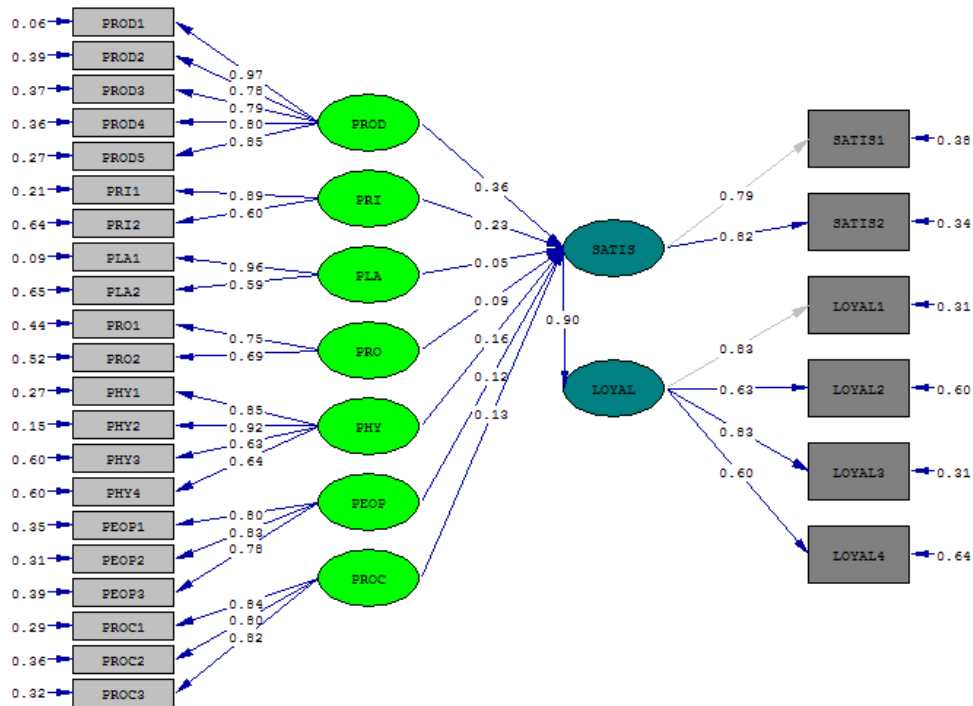 0.06 PROD1
0.39 PROD2
0.37 PROD3
0.36 PROD4
0.27 PROD5
0.21 PRI1
0.64 PRI2
0.09 PLA1
0.65 PLA2
0.44 PRO1
0.52 PRO2
0.27 PHY1
0.15 PHY2
0.60 PHY3
0.60 PHY4
0.35 PEOP1
0.31 PEOP2
0.39 PEOP3
0.29 PROC1
0.36 PROC2
0.32 PROC3
0.97
0.78
0.79
0.80
0.85
0.89
0.60
0.96
0.59
0.75
0.69
0.85
0.92
0.63
0.64
0.80
0.83
0.78
0.84
0.80
0.82
PROD
PRI
PLA
PRO
PHY
PEOP
PROC
0.36
0.23
0.05
0.09
0.16
0.12
0.13
SATIS
0.90
LOYAL
0.79
0.82
0.83
0.63
0.83
0.60
SATIS1 0.38
SATIS2 0.34
LOYAL1 0.31
LOYAL2 0.60
LOYAL3 0.31
LOYAL4 0.64